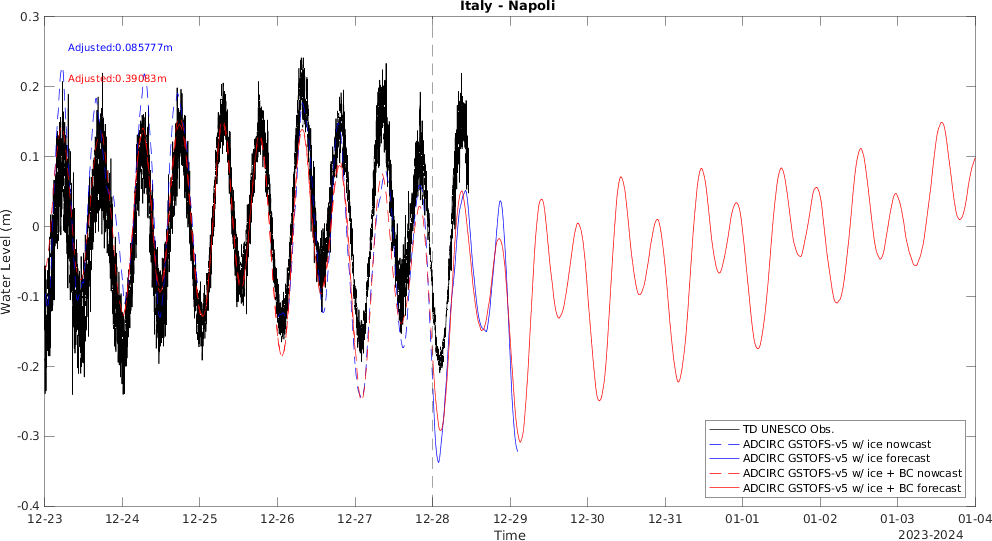 Italy - Napoli
Adjusted:0.085777m
Adjusted:0.39083m
Water Level (m)
0.3
0.2
0.1
0
-0.1
-0.2
-0.3
-0.4
TD UNESCO Obs.
ADCIRC GSTOFS-v5 w/ ice nowcast
ADCIRC GSTOFS-v5 w/ ice forecast
ADCIRC GSTOFS-v5 w/ ice + BC nowcast
ADCIRC GSTOFS-v5 w/ ice + BC forecast
12-23 12-24 12-25 12-26 12-27 12-28 12-29 12-30 12-31 01-01 01-02 01-03 01-04
Time
2023-2024